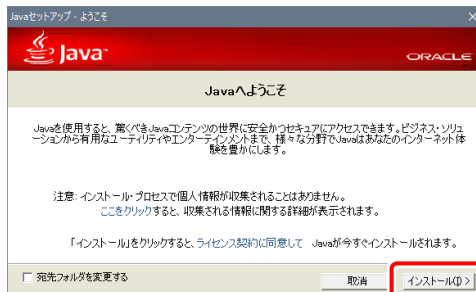 Javaセットアップ - ようこそ
Java
ORACLE
Javaへようこそ
Javaを使用すると、驚くべきJavaコンテンツの世界に安全かつセキュアにアクセスできます。ビジネス・ソリュ
ーションから有用なユーティリティやエンターテインメントまで、様々な分野でJavaはあなたのインターネット体
験を豊かにします。
注意: インストール・プロセスで個人情報が収集されることはありません。
ここをクリックすると、収集される情報に関する詳細が表示されます。
「インストール」をクリックすると、ライセンス契約に同意して Javaが今すぐインストールされます。
宛先フォルダを変更する
取消
インストール(I) >